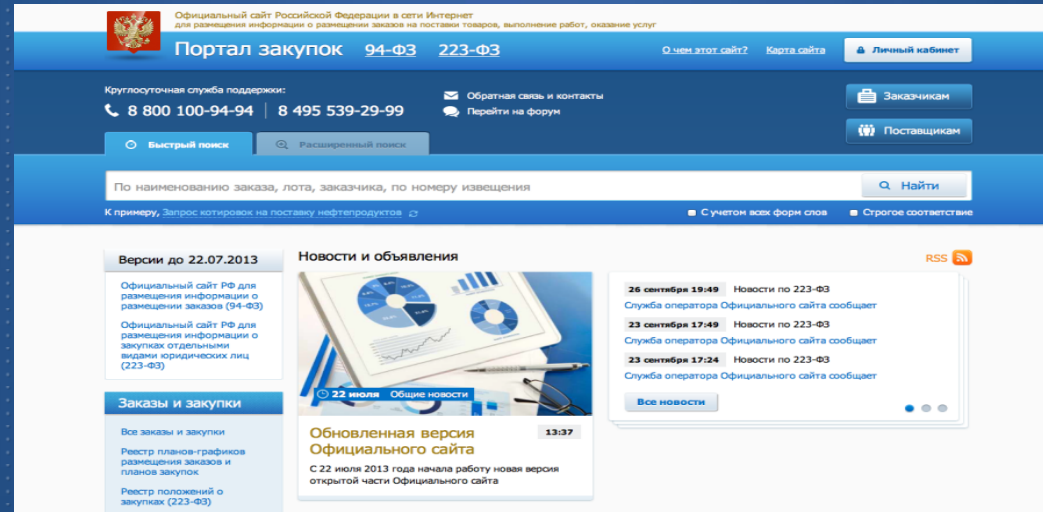 Официальный сайт Российской Федерации в сети Интернет
для размещения информации о размещении заказов на поставки товаров, выполнение работ, оказание услуг
Портал закупок 94-ФЗ 223-ФЗ
О чем этот сайт? Карта сайта Личный кабинет
Круглосуточная служба поддержки:
8 800 100-94-94 | 8 495 539-29-99
Обратная связь и контакты
Перейти на форум
Заказчикам
Поставщикам
Быстрый поиск Расширенный поиск
По наименованию заказа, лота, заказчика, по номеру извещения Найти
К примеру, Запрос котировок на поставку нефтепродуктов С учетом всех форм слов Строгое соответствие
Версии до 22.07.2013
Официальный сайт РФ для
размещения информации о
размещении заказов (94-ФЗ)
Официальный сайт РФ для
размещения информации о
закупках отдельными
видами юридических лиц
(223-ФЗ)
Заказы и закупки
Все заказы и закупки
Реестр планов-графиков
размещения заказов и
планов закупок
Реестр положений о
закупках (223-ФЗ)
Новости и объявления
22 июля Общие новости
Обновленная версия 13:37
Официального сайта
С 22 июля 2013 года начала работу новая версия
открытой части Официального сайта
RSS
26 сентября 19:49 Новости по 223-ФЗ
Служба оператора Официального сайта сообщает
23 сентября 17:49 Новости по 223-ФЗ
Служба оператора Официального сайта сообщает
23 сентября 17:24 Новости по 223-ФЗ
Служба оператора Официального сайта сообщает
Все новости